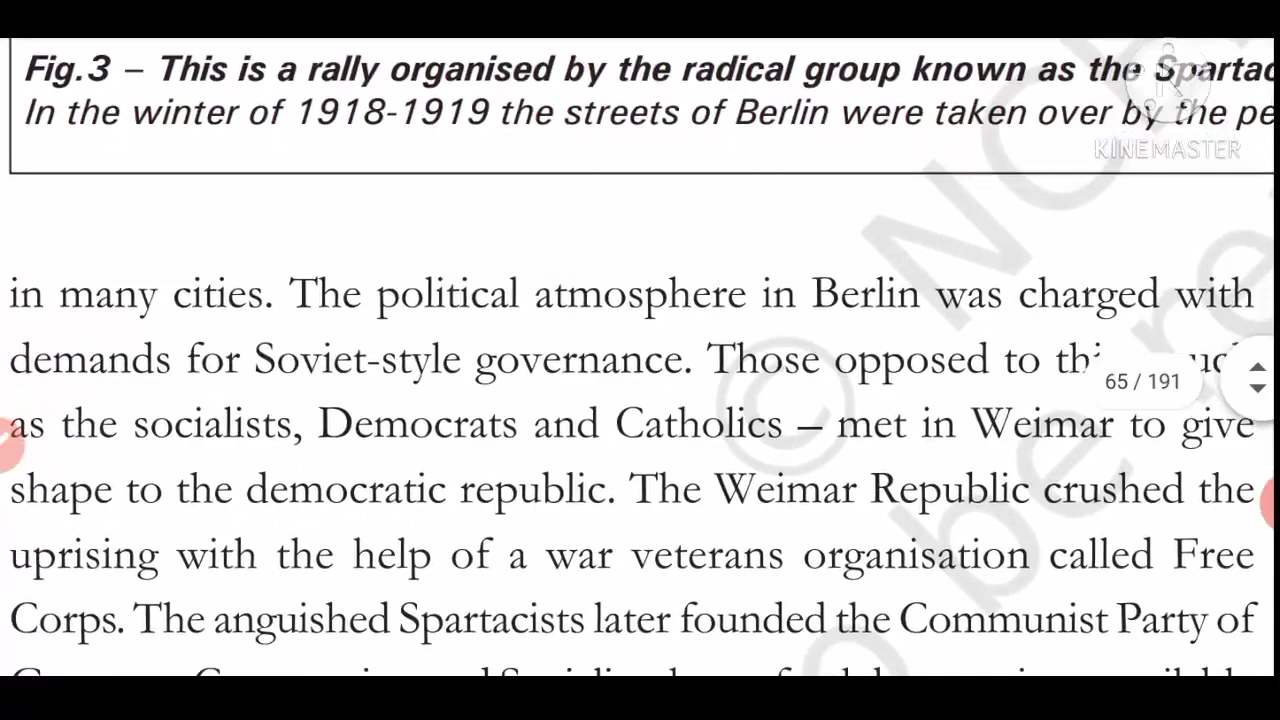 Fig.3 – This is a rally organised by the radical group known as the
In the winter of 1918-1919 the streets of Berlin were taken over by the
KINEMASTER
in many cities. The political atmosphere in Berlin was charged with
demands for Soviet-style governance. Those opposed to
65 / 191
as the socialists, Democrats and Catholics – met in Weimar to give
shape to the democratic republic. The Weimar Republic crushed the
uprising with the help of a war veterans organisation called Free
Corps. The anguished Spartacists later founded the Communist Party of